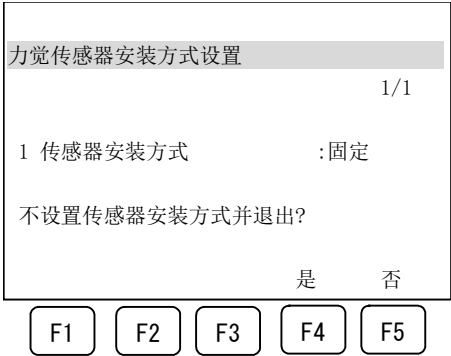 力觉传感器安装方式设置
1/1
1 传感器安装方式 :固定
不设置传感器安装方式并退出?
是 否
F1 F2 F3 F4 F5